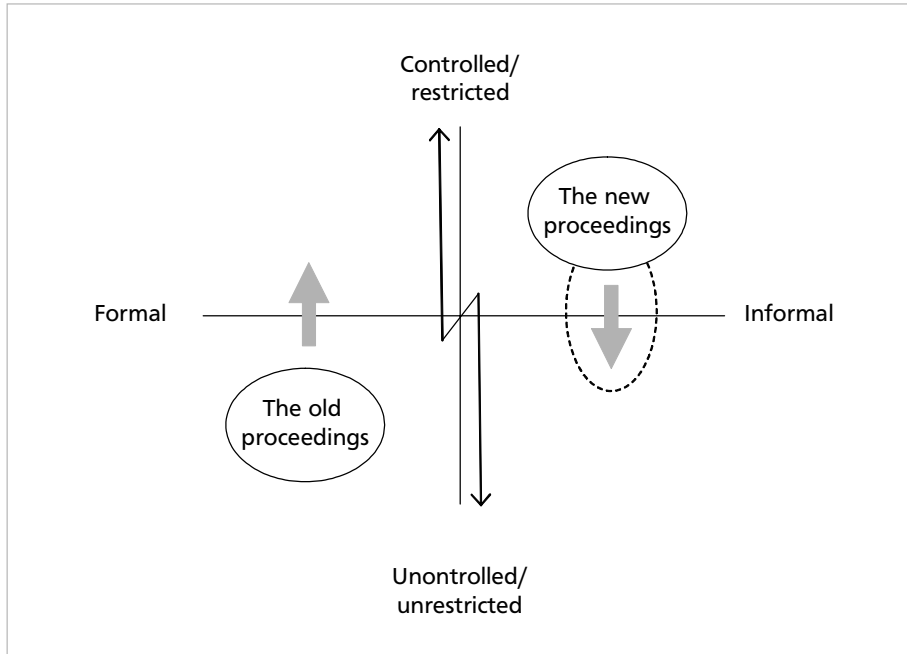 Controlled/
restricted
The new
proceedings
Formal
Informal
The old
proceedings
Unontrolled/
unrestricted